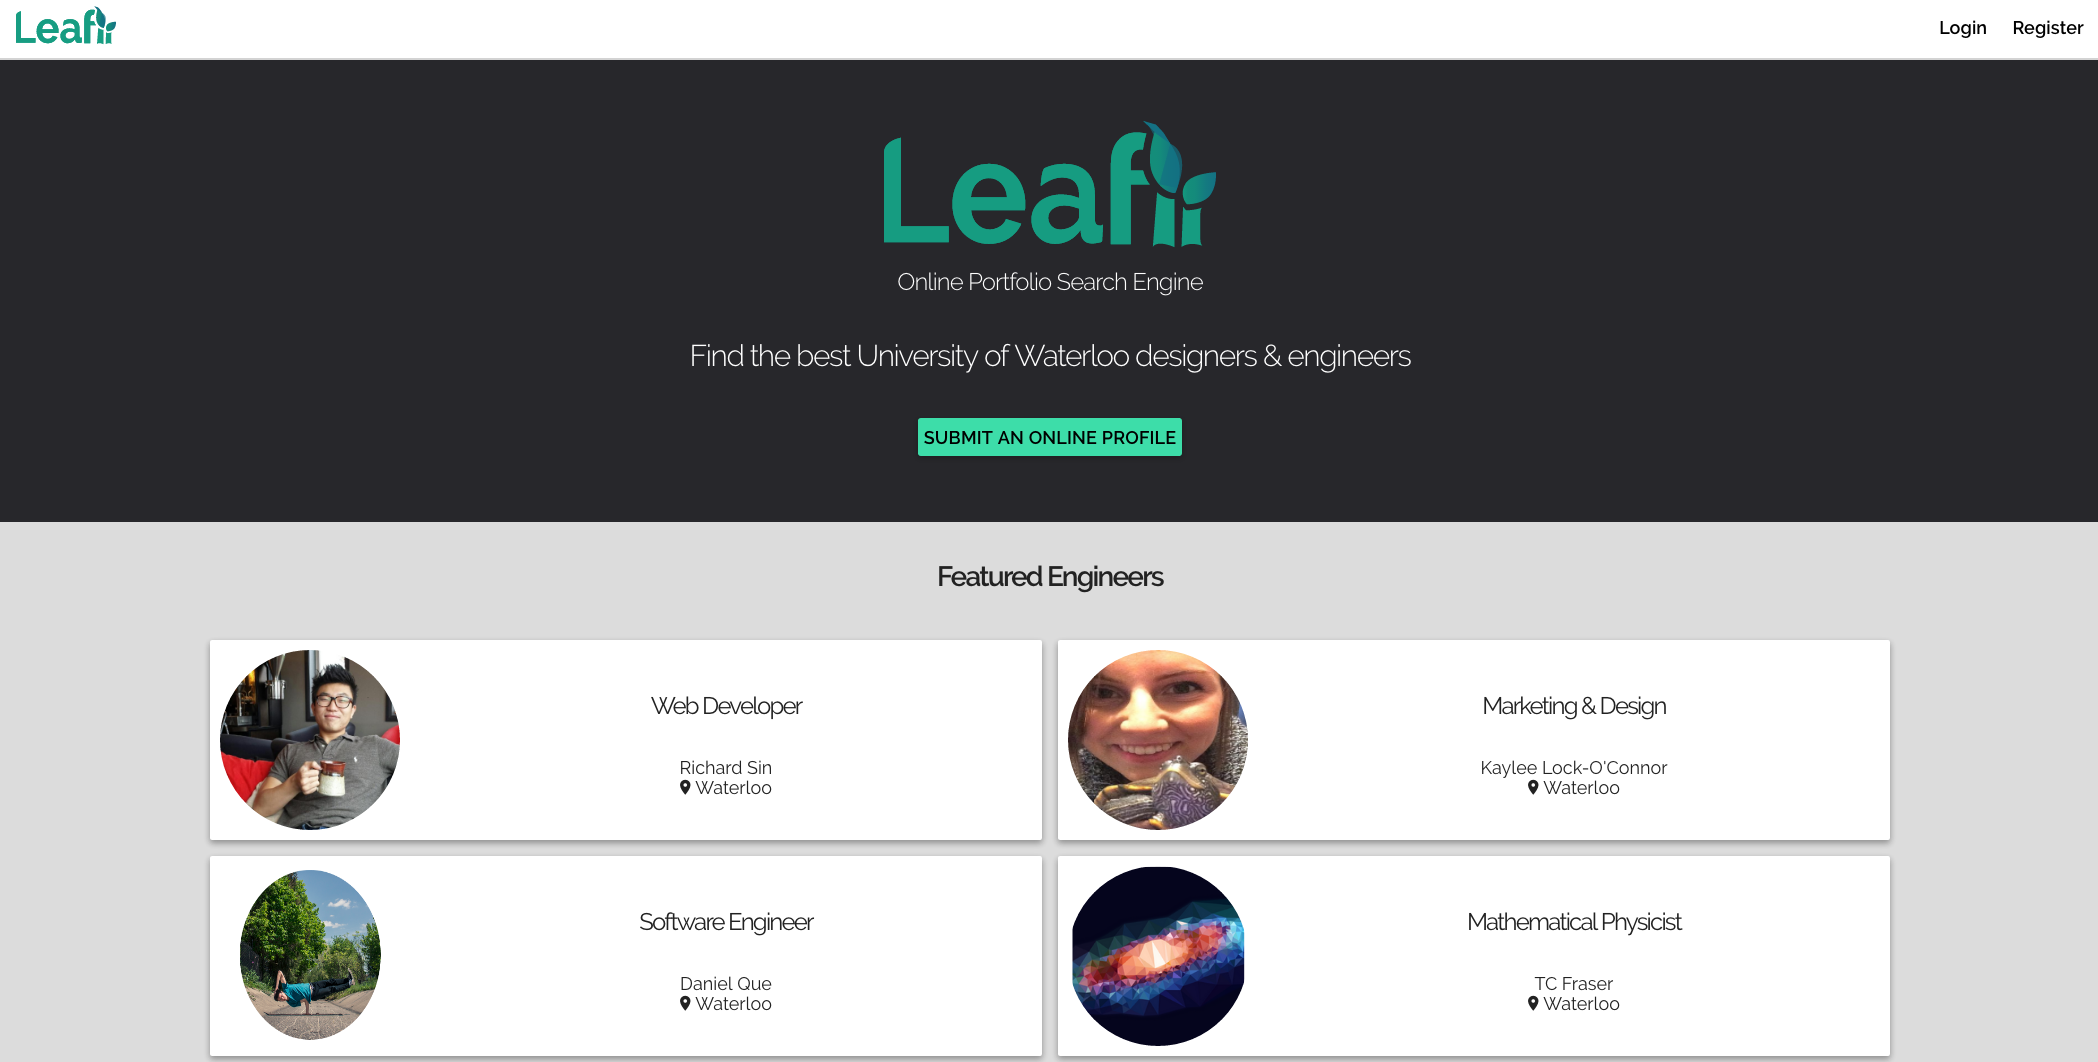 Leafii
Login Register
Leafii
Online Portfolio Search Engine
Find the best University of Waterloo designers & engineers
SUBMIT AN ONLINE PROFILE
Featured Engineers
Web Developer
Richard Sin
Waterloo
Marketing & Design
Kaylee Lock-O'Connor
Waterloo
Software Engineer
Daniel Que
Waterloo
Mathematical Physicist
TC Fraser
Waterloo